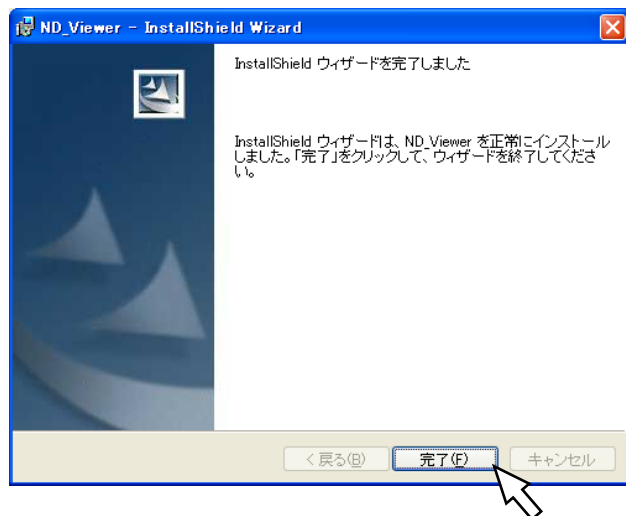 ND_Viewer - InstallShield Wizard
InstallShield ウィザードを完了しました
InstallShield ウィザードは、ND_Viewer を正常にインストール
しました。「完了」をクリックして、ウィザードを終了してくださ
い。
< 戻る(B)
完了(F)
キャンセル